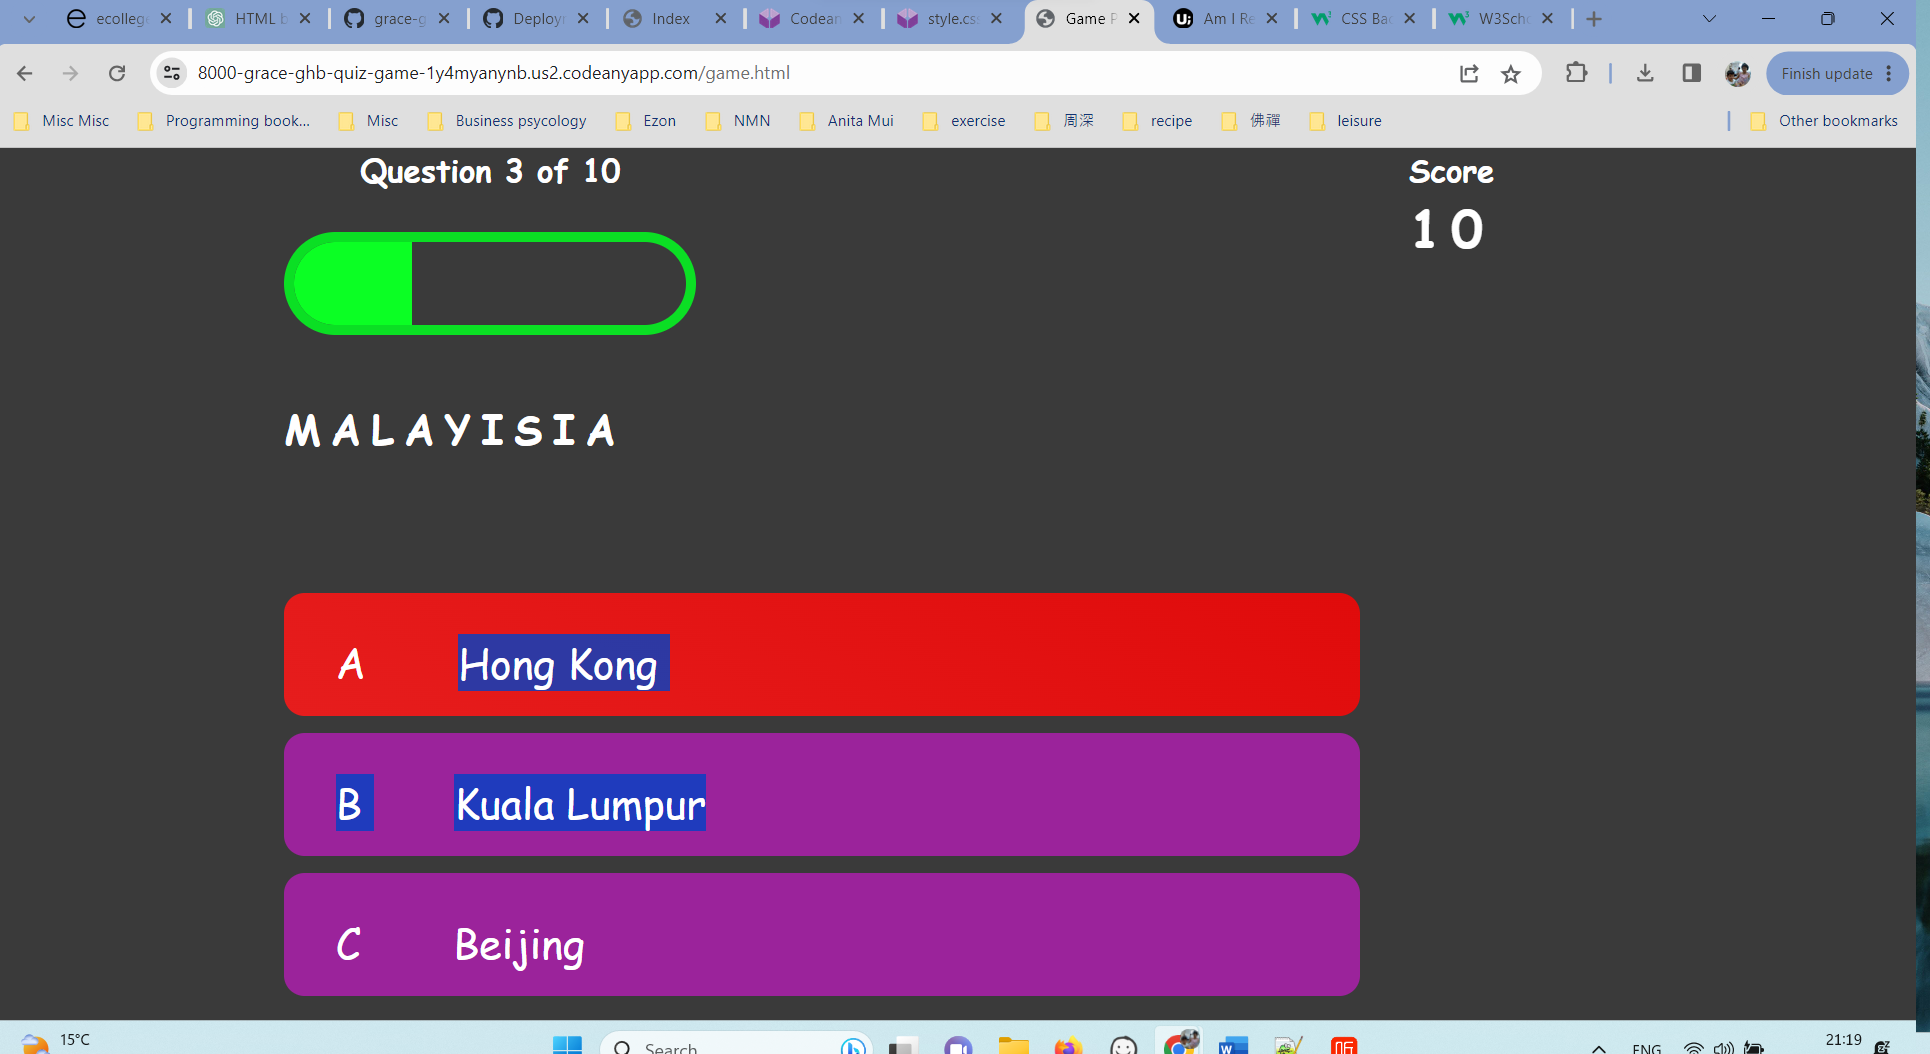 ecolleg
HTML b
grace-g
Deploy
Index
Codean
style.cs
Game P
Am I Re
CSS Bac
W3Scho
8000-grace-ghb-quiz-game-1y4myanynb.us2.codeanyapp.com/game.html
Finish update
Misc Misc
Programming book...
Misc
Business psycology
Ezon
NMN
Anita Mui
exercise
周深
recipe
佛禪
leisure
Other bookmarks
Question 3 of 10
Score
10
MALAYISIA
A Hong Kong
B Kuala Lumpur
C Beijing
15°C
Search
ENG
21:19